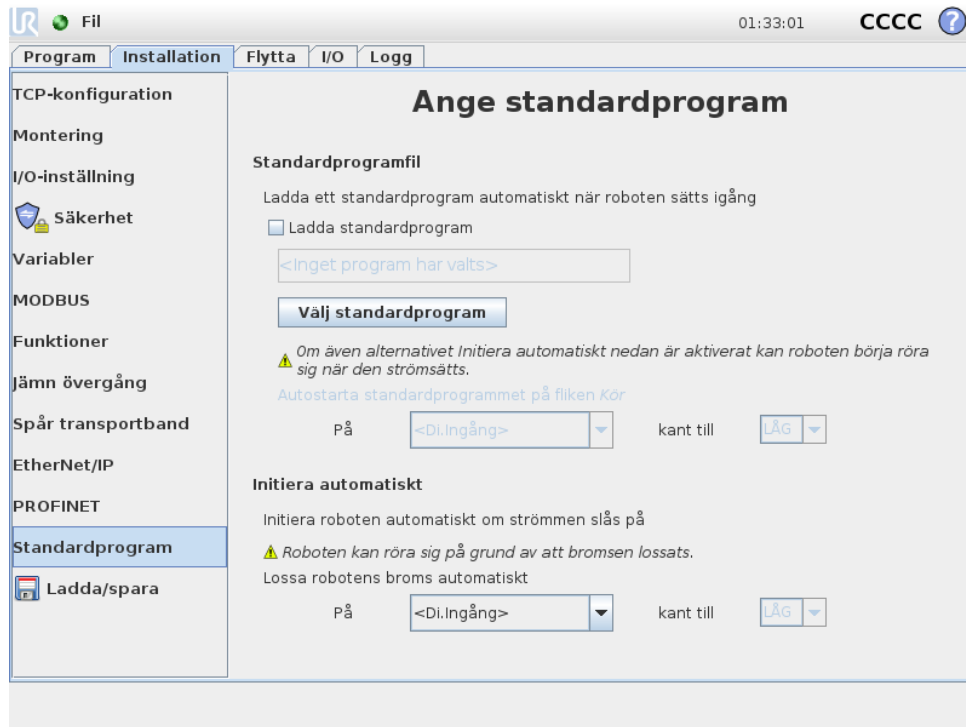 UR Fil 01:33:01 CCCC ?
Program Installation Flytta I/O Logg
TCP-konfiguration
Montering
I/O-inställning
Säkerhet
Variabler
MODBUS
Funktioner
Jämn övergång
Spår transportband
EtherNet/IP
PROFINET
Standardprogram
Ladda/spara
Ange standardprogram
Standardprogramfil
Ladda ett standardprogram automatiskt när roboten sätts igång
Ladda standardprogram
<Inget program har valts>
Välj standardprogram
Om även alternativet Initiera automatiskt nedan är aktiverat kan roboten börja röra
sig när den strömsätts.
Autostarta standardprogrammet på fliken Kör
På <Di.Ingång> kant till LÅG
Initiera automatiskt
Initiera roboten automatiskt om strömmen slås på
Roboten kan röra sig på grund av att bromsen lossats.
Lossa robotens broms automatiskt
På <Di.Ingång> kant till LÅG